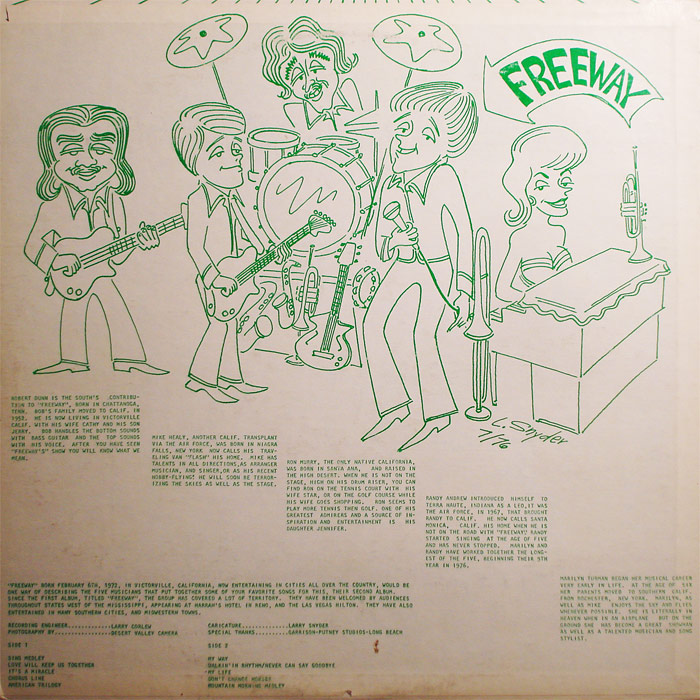 FREEWAY
L. Snyder
7/76
ROBERT DUNN IS THE SOUTH'S CONTRIBU-
TION TO "FREEWAY", BORN IN CHATTANOGA,
TENN. BOB'S FAMILY MOVED TO CALIF. IN
1952. HE IS NOW LIVING IN VICTORVILLE
CALIF. WITH HIS WIFE CATHY AND HIS SON
JERRY. BOB HANDLES THE BOTTOM SOUNDS
WITH BASS GUITAR AND THE TOP SOUNDS
WITH HIS VOICE. AFTER YOU HAVE SEEN
"FREEWAY'S" SHOW YOU WILL KNOW WHAT WE
MEAN.
MIKE HEALY, ANOTHER CALIF. TRANSPLANT
VIA THE AIR FORCE, WAS BORN IN NIAGRA
FALLS, NEW YORK NOW CALLS HIS TRAV-
ELING VAN "FLASH" HIS HOME. MIKE HAS
TALENTS IN ALL DIRECTIONS, AS ARRANGER
MUSICIAN, AND SINGER, OR AS HIS RECENT
HOBBY-FLYING! HE WILL SOON BE TERROR-
IZING THE SKIES AS WELL AS THE STAGE.
RON MURRY, THE ONLY NATIVE CALIFORNIA,
WAS BORN IN SANTA ANA, AND RAISED IN
THE HIGH DESERT. WHEN HE IS NOT ON THE
STAGE, HIGH ON HIS DRUM RISER, YOU CAN
FIND RON ON THE TENNIS COURT WITH HIS
WIFE STAR, OR ON THE GOLF COURSE WHILE
HIS WIFE GOES SHOPPING. RON SEEMS TO
PLAY MORE TENNIS THEN GOLF. ONE OF HIS
GREATEST ADMIRERS AND A SOURCE OF IN-
SPIRATION AND ENTERTAINMENT IS HIS
DAUGHTER JENNIFER.
RANDY ANDREW INTRODUCED HIMSELF TO
TERRA HAUTE, INDIANA AS A LEO, IT WAS
THE AIR FORCE, IN 1967, THAT BROUGHT
RANDY TO CALIF. HE NOW CALLS SANTA
MONICA, CALIF. HIS HOME WHEN HE IS
NOT ON THE ROAD WITH "FREEWAY." RANDY
STARTED SINGING AT THE AGE OF FIVE
AND HAS NEVER STOPPED. MARILYN AND
RANDY HAVE WORKED TOGETHER THE LONG-
EST OF THE FIVE, BEGINNING THEIR 9TH
YEAR IN 1976.
MARILYN TURMAN BEGAN HER MUSICAL CAREER
VERY EARLY IN LIFE. AT THE AGE OF SIX
HER PARENTS MOVED TO SOUTHERN CALIF.
FROM ROCHESTER, NEW YORK. MARILYN AS
WELL AS MIKE ENJOYS THE SKY AND FLIES
WHENEVER POSSIBLE. SHE IS LITERALLY IN
HEAVEN WHEN IN AN AIRPLANE BUT ON THE
GROUND SHE HAS BECOME A GREAT SHOWMAN
AS WELL AS A TALENTED MUSICIAN AND SONG
STYLIST.
"FREEWAY" BORN FEBRUARY 6TH, 1972, IN VICTORVILLE, CALIFORNIA, NOW ENTERTAINING IN CITIES ALL OVER THE COUNTRY, WOULD BE
ONE WAY OF DESCRIBING THE FIVE MUSICIANS THAT PUT TOGETHER SOME OF YOUR FAVORITE SONGS FOR THIS, THEIR SECOND ALBUM.
SINCE THE FIRST ALBUM, TITLED "FREEWAY", THE GROUP HAS COVERED A LOT OF TERRITORY. THEY HAVE BEEN WELCOMED BY AUDIENCES
THROUGHOUT STATES WEST OF THE MISSISSIPPI, APPEARING AT HARRAH'S HOTEL IN RENO, AND THE LAS VEGAS HILTON. THEY HAVE ALSO
ENTERTAINED IN MANY SOUTHERN CITIES, AND MIDWESTERN TOWNS.
RECORDING ENGINEER..........LARRY CORLEW
PHOTOGRAPHY BY..........DESERT VALLEY CAMERA
CARICATURE..........LARRY SNYDER
SPECIAL THANKS..........GARRISON-PUTNEY STUDIOS-LONG BEACH
SIDE 1
SING MEDLEY
LOVE WILL KEEP US TOGETHER
IT'S A MIRACLE
CHORUS LINE
AMERICAN TRILOGY
SIDE 2
MY WAY
WALKIN' IN RHYTHM/NEVER CAN SAY GOODBYE
MY LIFE
DON'T CHANGE
MOUNTAIN MORNING MEDLEY